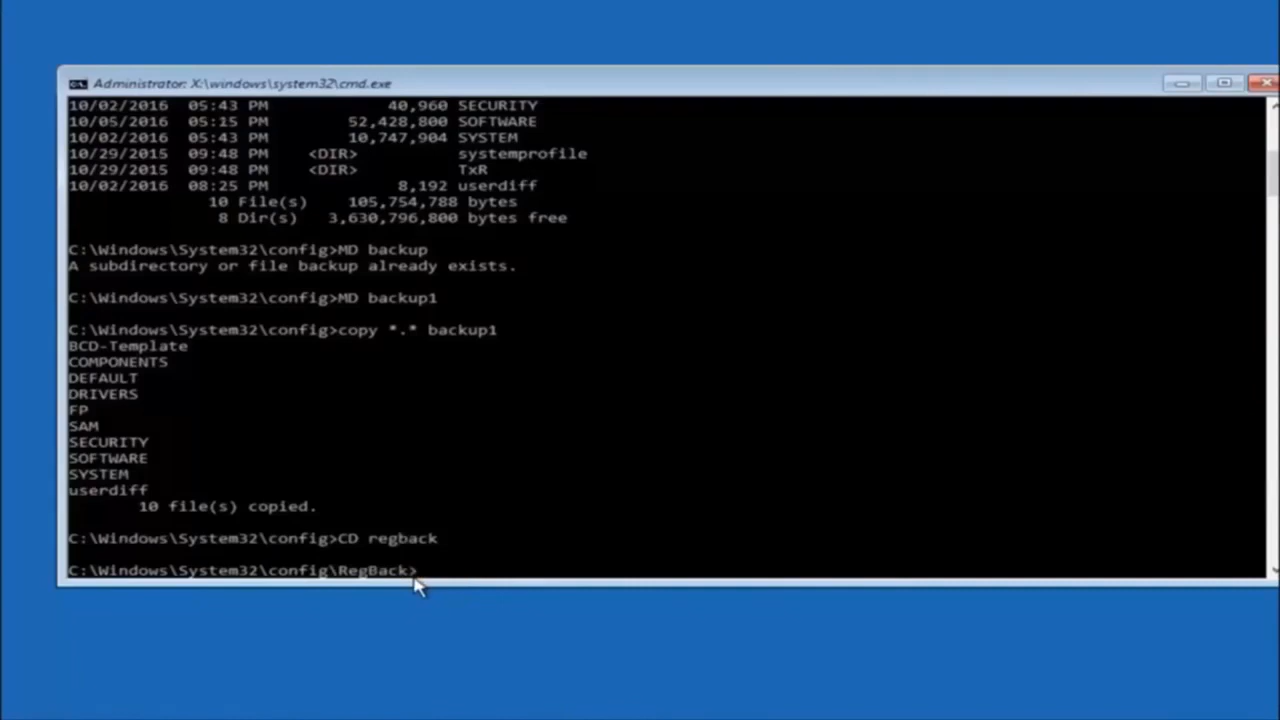 Administrator: X:\windows\system32\cmd.exe
10/02/2016  05:43 PM            40,960 SECURITY
10/05/2016  05:15 PM        52,428,800 SOFTWARE
10/02/2016  05:43 PM        10,747,904 SYSTEM
10/29/2015  09:48 PM    <DIR>          systemprofile
10/29/2015  09:48 PM    <DIR>          TxR
10/02/2016  08:25 PM             8,192 userdiff
              10 File(s)    105,754,788 bytes
               8 Dir(s)   3,630,796,800 bytes free
C:\Windows\System32\config>MD backup
A subdirectory or file backup already exists.
C:\Windows\System32\config>MD backup1
C:\Windows\System32\config>copy *.* backup1
BCD-Template
COMPONENTS
DEFAULT
DRIVERS
FP
SAM
SECURITY
SOFTWARE
SYSTEM
userdiff
       10 file(s) copied.
C:\Windows\System32\config>CD regback
C:\Windows\System32\config\RegBack>